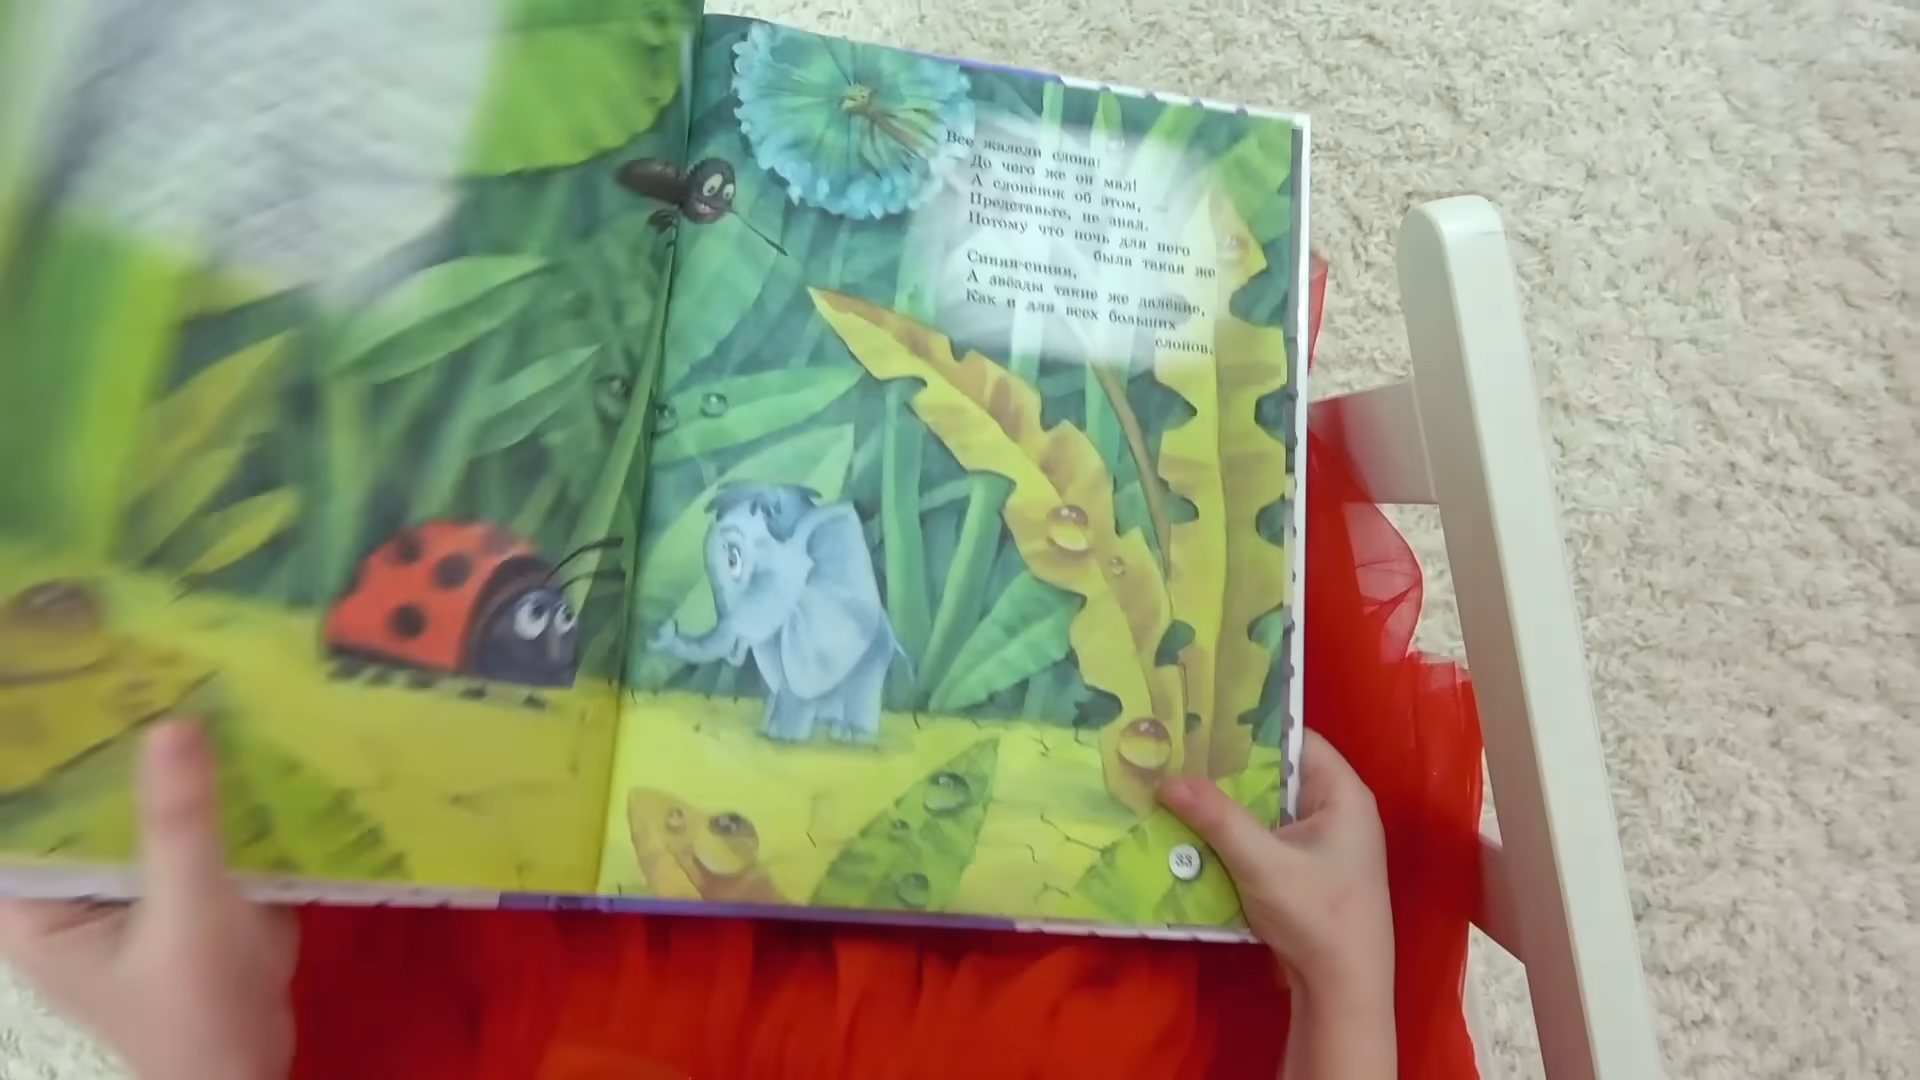 Все жалели слона:
До чего же он мал!
А слонёнок об этом,
Представьте, не знал.
Потому что ночь для него
была такая же
Синяя-синяя,
А звёзды такие же далёкие,
Как и для всех больших
слонов.
33